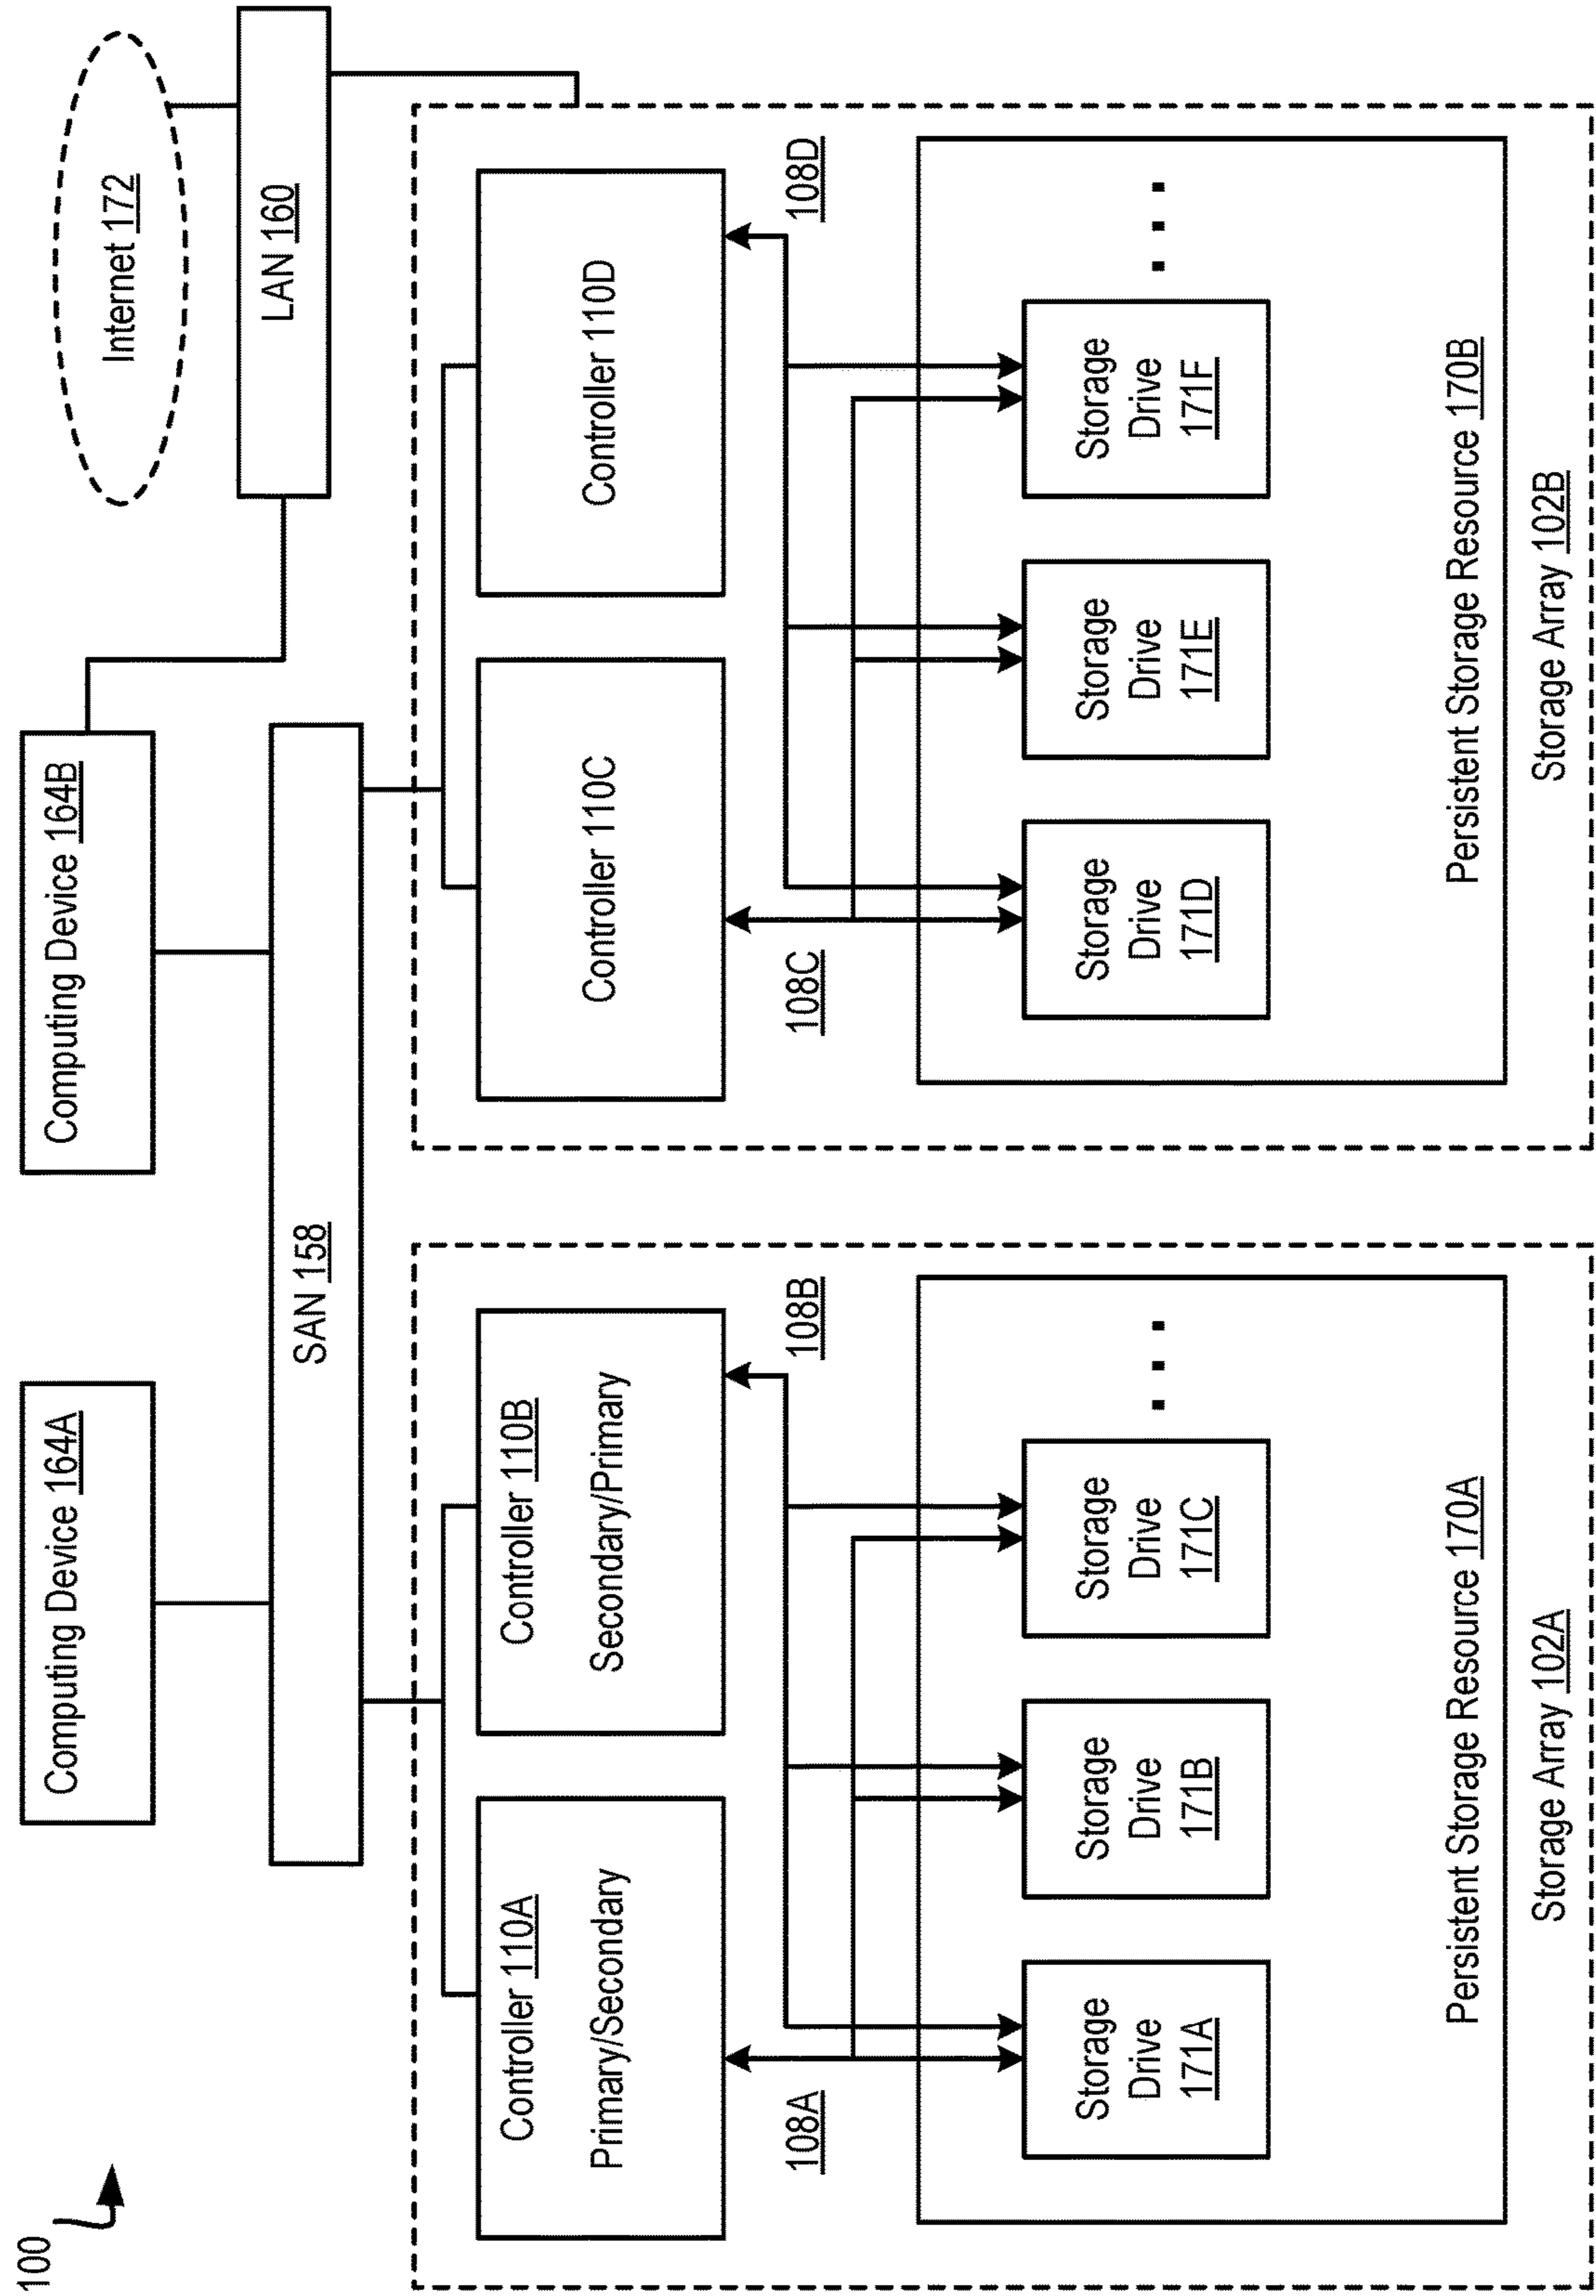 100
Computing Device 164A
Computing Device 164B
Internet 172
SAN 158
LAN 160
Controller 110A
Primary/Secondary
Controller 110B
Secondary/Primary
Controller 110C
Controller 110D
108A
108B
108C
108D
Storage
Drive
171A
Storage
Drive
171B
Storage
Drive
171C
. . .
Storage
Drive
171D
Storage
Drive
171E
Storage
Drive
171F
. . .
Persistent Storage Resource 170A
Persistent Storage Resource 170B
Storage Array 102A
Storage Array 102B